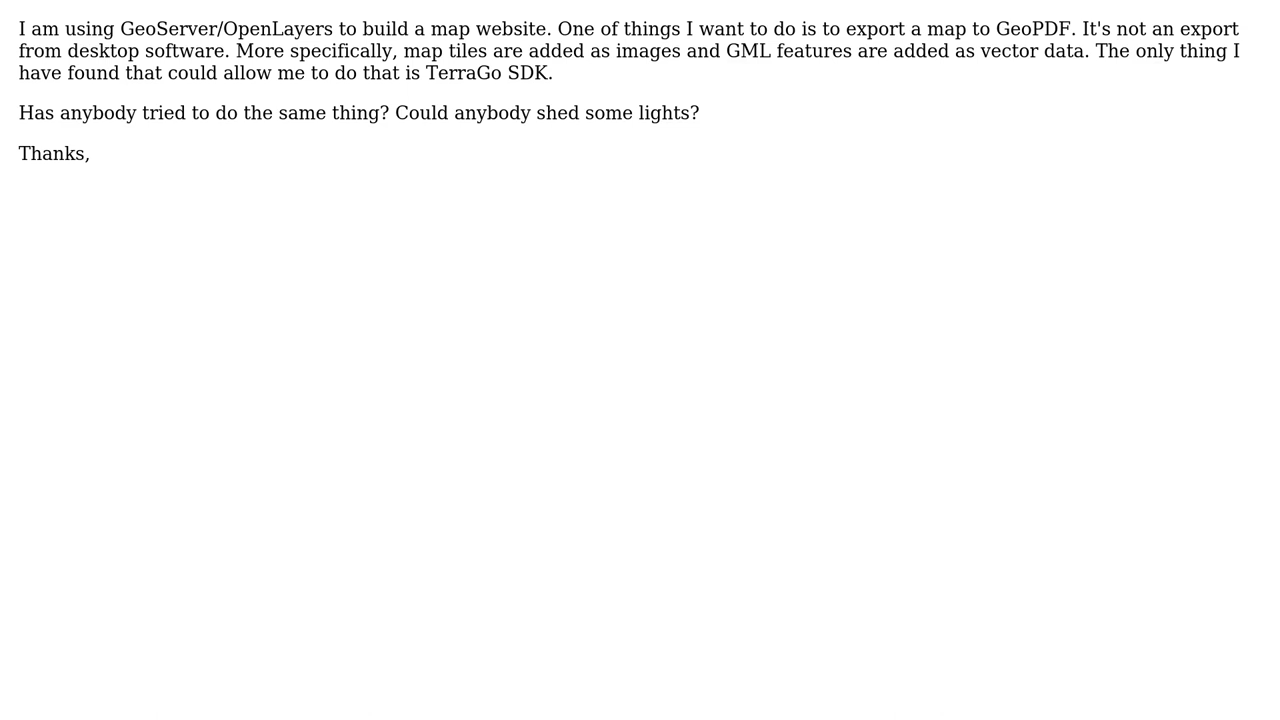 I am using GeoServer/OpenLayers to build a map website. One of things I want to do is to export a map to GeoPDF. It's not an export
from desktop software. More specifically, map tiles are added as images and GML features are added as vector data. The only thing I
have found that could allow me to do that is TerraGo SDK.
Has anybody tried to do the same thing? Could anybody shed some lights?
Thanks,